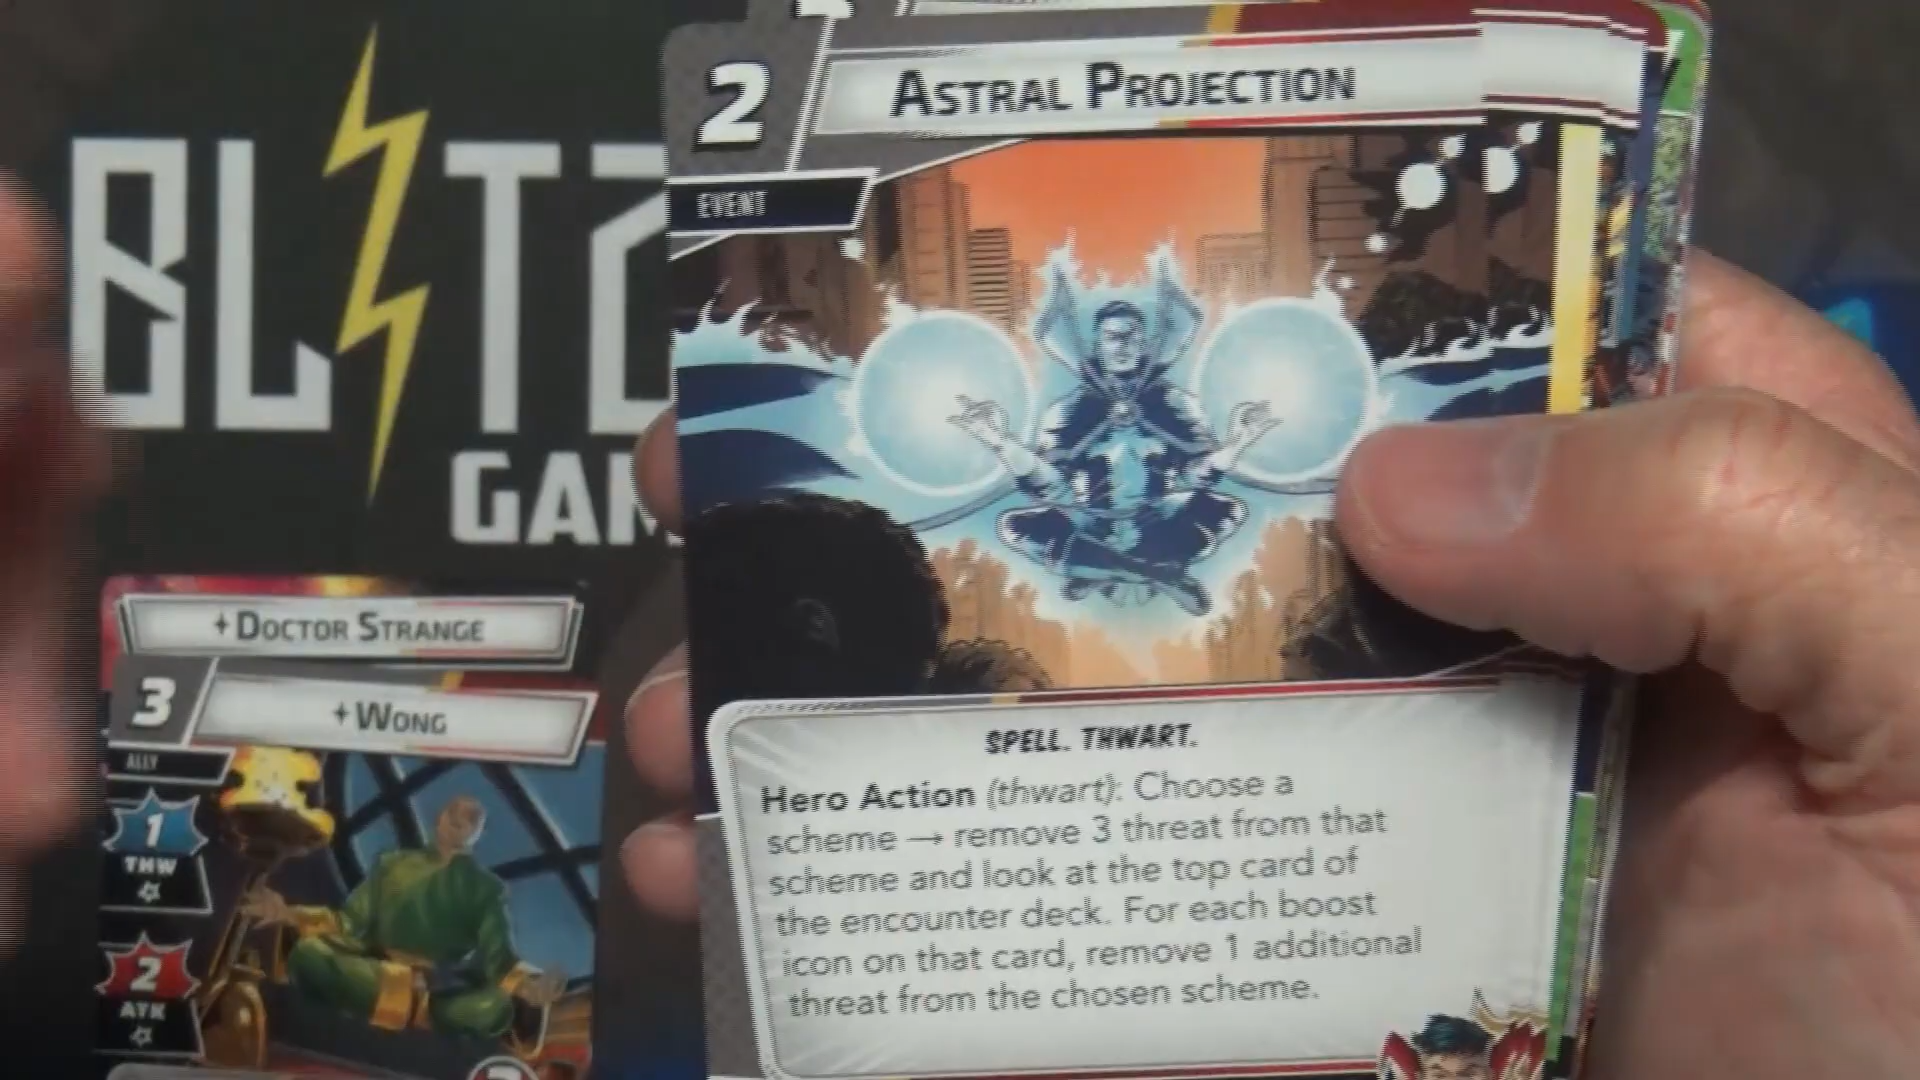 BLITZ
GAM
2
ASTRAL PROJECTION
EVENT
SPELL. THWART.
Hero Action (thwart): Choose a
scheme → remove 3 threat from that
scheme and look at the top card of
the encounter deck. For each boost
icon on that card, remove 1 additional
threat from the chosen scheme.
DOCTOR STRANGE
3
WONG
ALLY
1
THW
2
ATK